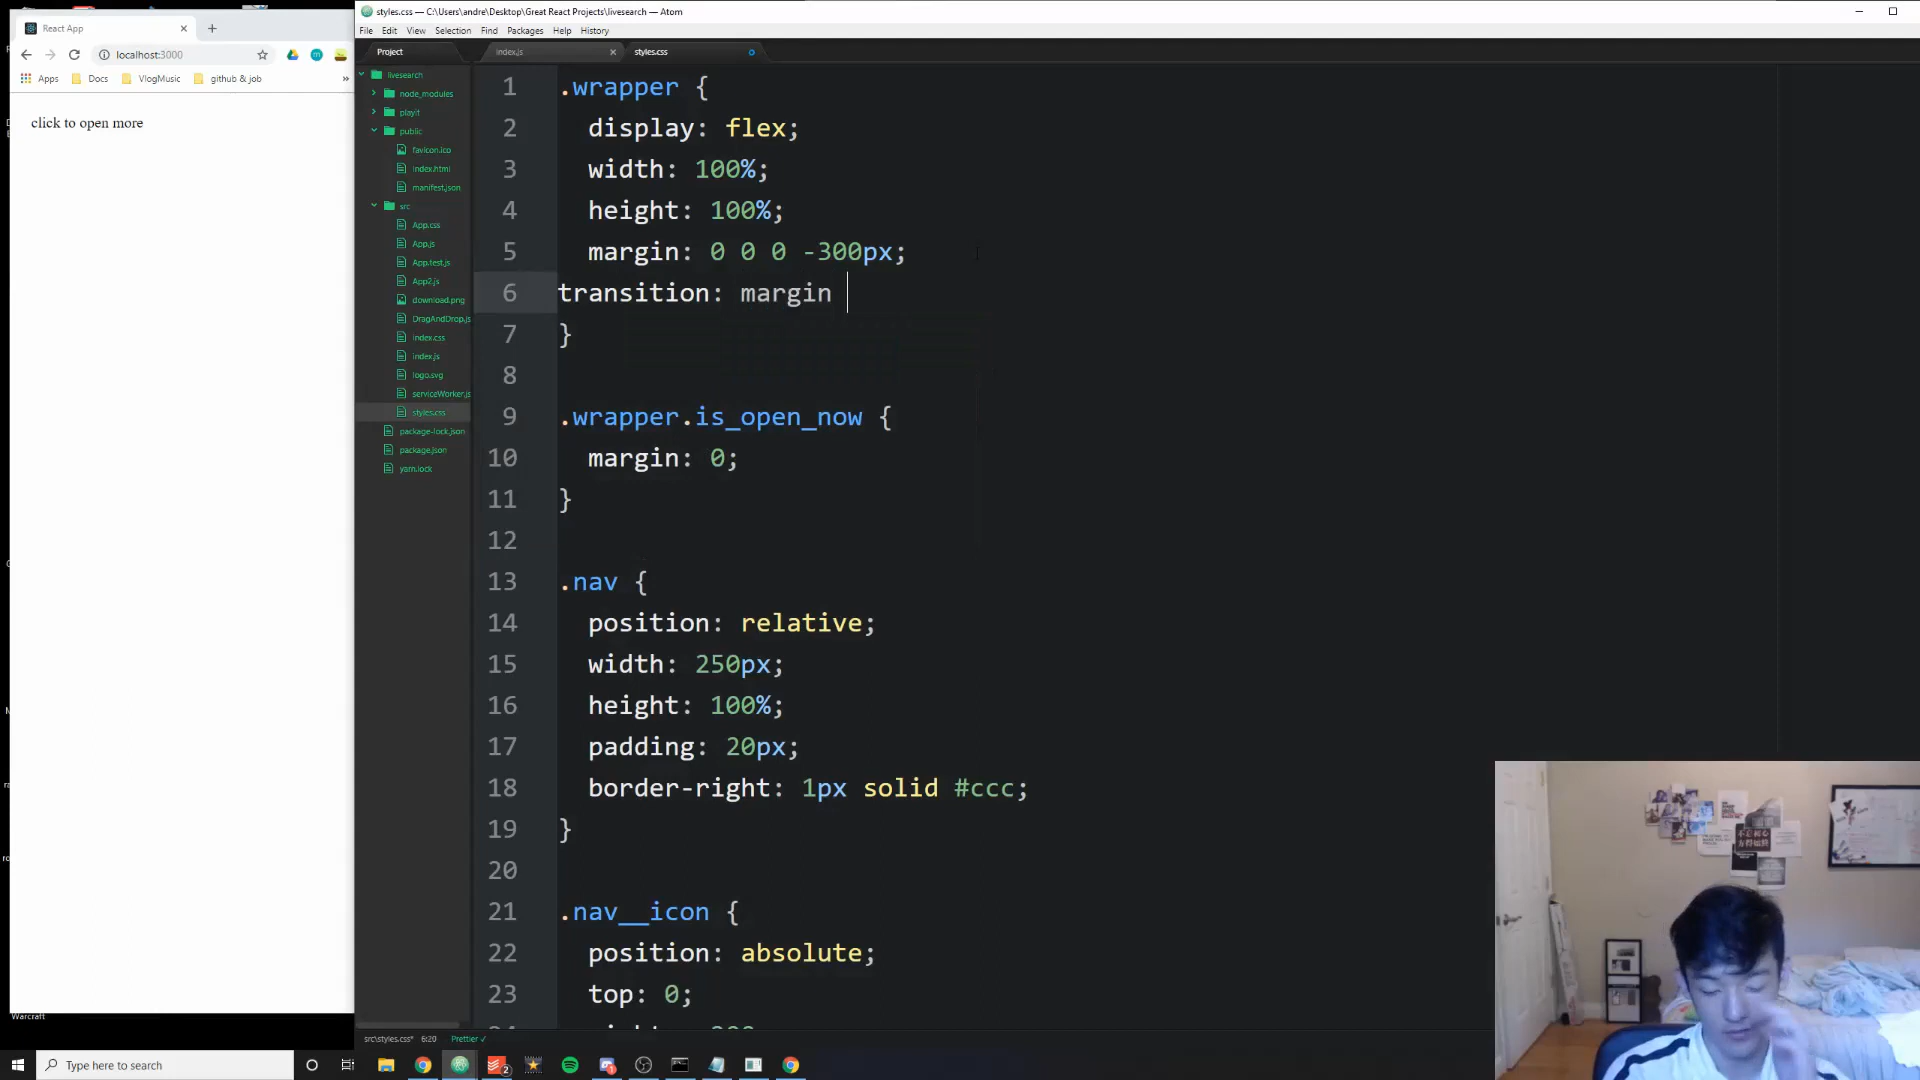 React App
localhost:3000
Apps
Docs
VlogMusic
github & job
»
click to open more
styles.css — C:\Users\andre\Desktop\Great React Projects\livesearch — Atom
File Edit View Selection Find Packages Help History
Project
index.js
styles.css
livesearch
node_modules
playit
public
favicon.ico
index.html
manifest.json
src
App.css
App.js
App.test.js
App2.js
download.png
DragAndDrop.js
index.css
index.js
logo.svg
serviceWorker.js
styles.css
package-lock.json
package.json
yarn.lock
1 .wrapper {
2 display: flex;
3 width: 100%;
4 height: 100%;
5 margin: 0 0 0 -300px;
6 transition: margin
7 }
8
9 .wrapper.is_open_now {
10 margin: 0;
11 }
12
13 .nav {
14 position: relative;
15 width: 250px;
16 height: 100%;
17 padding: 20px;
18 border-right: 1px solid #ccc;
19 }
20
21 .nav__icon {
22 position: absolute;
23 top: 0;
src\styles.css* 6:20 Prettier ✓
Warcraft
Type here to search
2